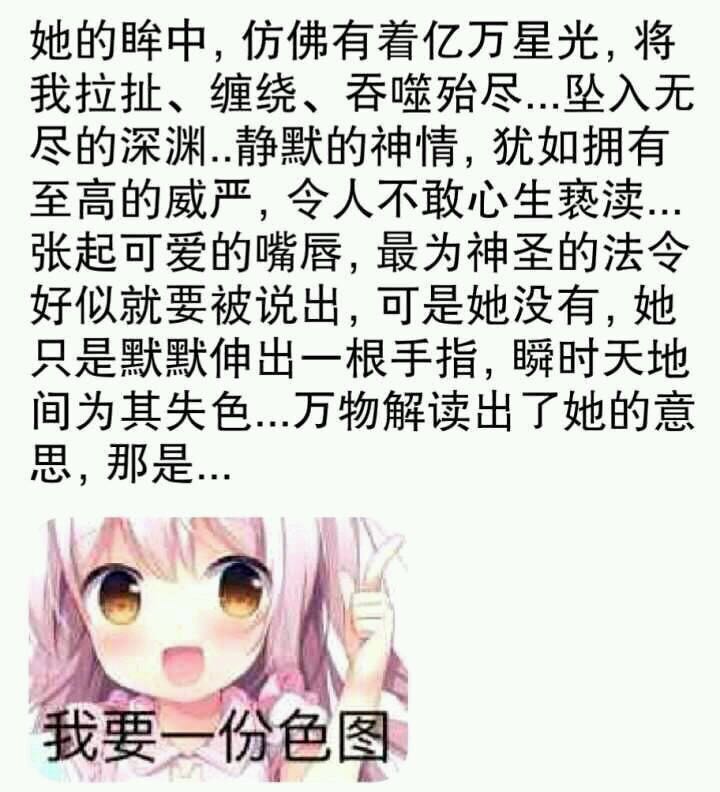 她的眸中，仿佛有着亿万星光，将
我拉扯、缠绕、吞噬殆尽...坠入无
尽的深渊..静默的神情，犹如拥有
至高的威严，令人不敢心生亵渎...
张起可爱的嘴唇，最为神圣的法令
好似就要被说出，可是她没有，她
只是默默伸出一根手指，瞬时天地
间为其失色...万物解读出了她的意
思，那是...
我要一份色图